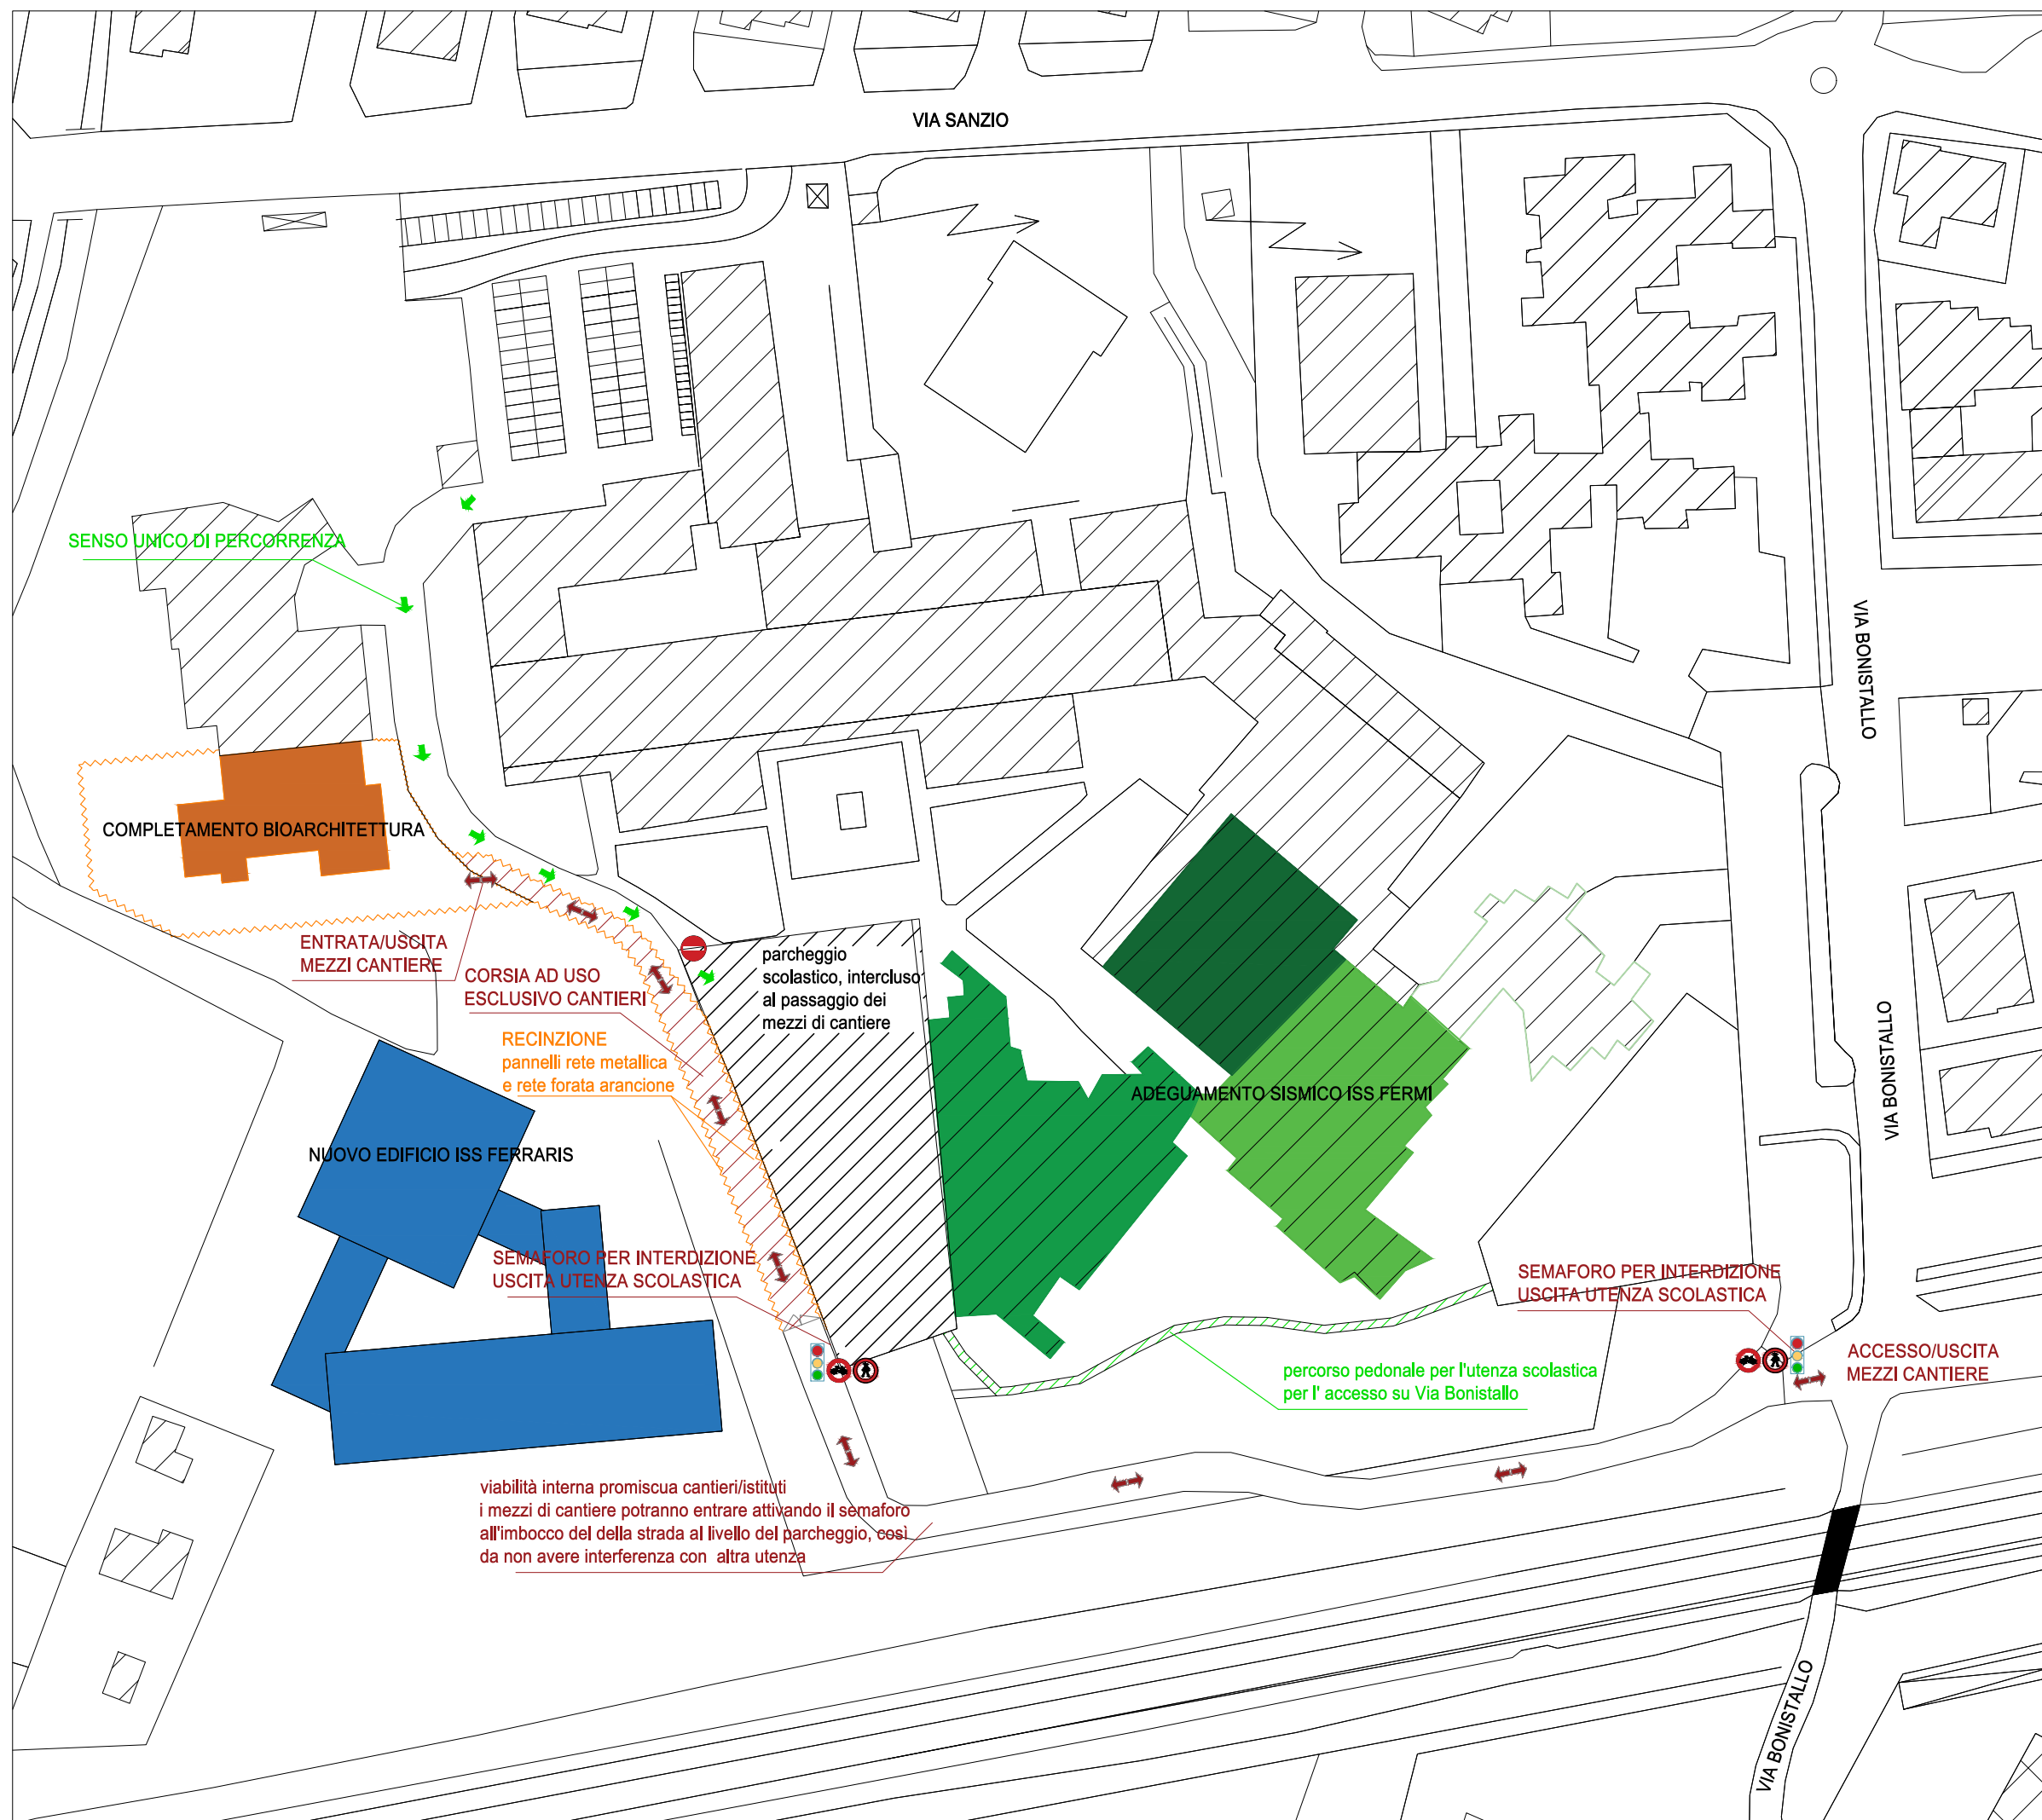 VIA SANZIO
SENSO UNICO DI PERCORRENZA
VIA BONISTALLO
COMPLETAMENTO BIOARCHITETTURA
ENTRATA/USCITA
MEZZI CANTIERE
CORSIA AD USO
ESCLUSIVO CANTIERI
parcheggio
scolastico, intercluso
al passaggio dei
mezzi di cantiere
RECINZIONE
pannelli rete metallica
e rete forata arancione
ADEGUAMENTO SISMICO ISS FERMI
VIA BONISTALLO
NUOVO EDIFICIO ISS FERRARIS
SEMAFORO PER INTERDIZIONE
USCITA UTENZA SCOLASTICA
SEMAFORO PER INTERDIZIONE
USCITA UTENZA SCOLASTICA
ACCESSO/USCITA
MEZZI CANTIERE
percorso pedonale per l'utenza scolastica
per l' accesso su Via Bonistallo
viabilità interna promiscua cantieri/istituti
i mezzi di cantiere potranno entrare attivando il semaforo
all'imbocco del della strada al livello del parcheggio, così
da non avere interferenza con altra utenza
VIA BONISTALLO